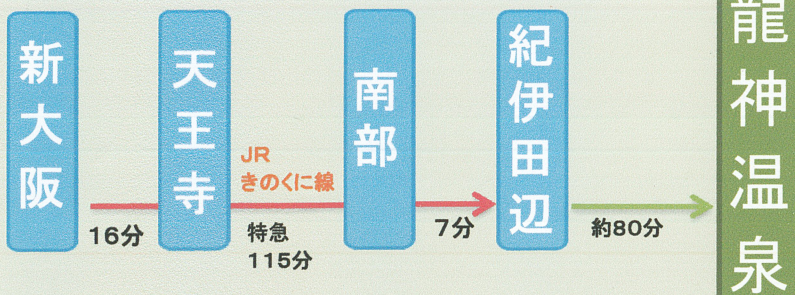 新大阪
16分
天王寺
JR
きのくに線
特急
115分
南部
7分
紀伊田辺
約80分
龍神温泉